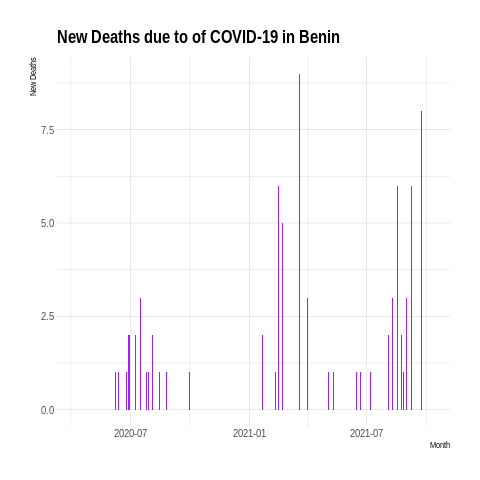 New Deaths due to of COVID-19 in Benin
New Deaths
7.5
5.0
2.5
0.0
2020-07
2021-01
2021-07
Month